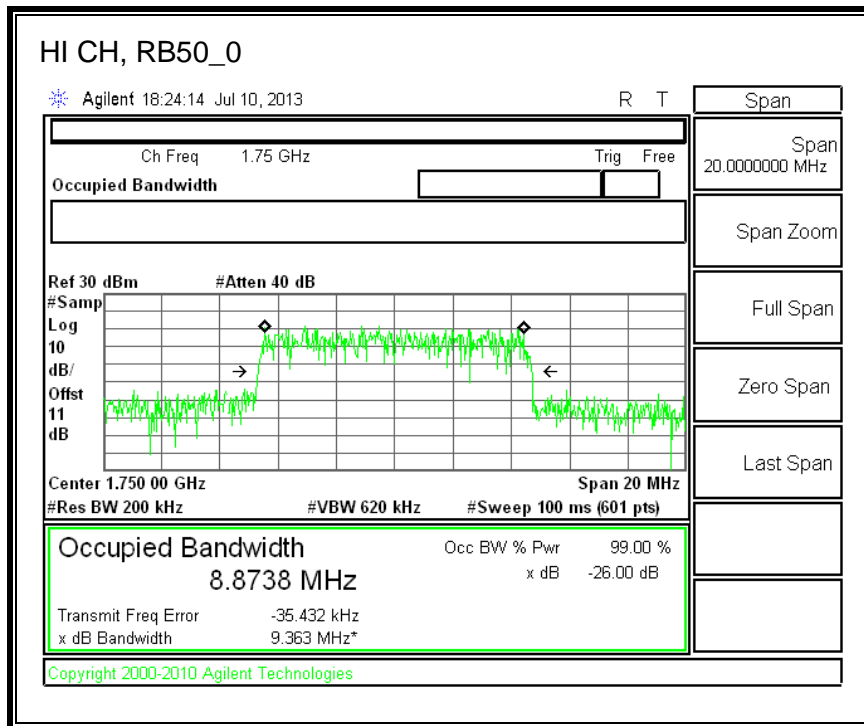 HI CH, RB50_0
Agilent 18:24:14 Jul 10, 2013 R T
Span
Ch Freq 1.75 GHz Trig Free
Occupied Bandwidth
Span
20.0000000 MHz
Span Zoom
Full Span
Zero Span
Last Span
Ref 30 dBm #Atten 40 dB
#Samp
Log
10
dB/
Offst
11
dB
Center 1.750 00 GHz Span 20 MHz
#Res BW 200 kHz #VBW 620 kHz #Sweep 100 ms (601 pts)
Occupied Bandwidth Occ BW % Pwr 99.00 %
8.8738 MHz x dB -26.00 dB
Transmit Freq Error -35.432 kHz
x dB Bandwidth 9.363 MHz*
Copyright 2000-2010 Agilent Technologies